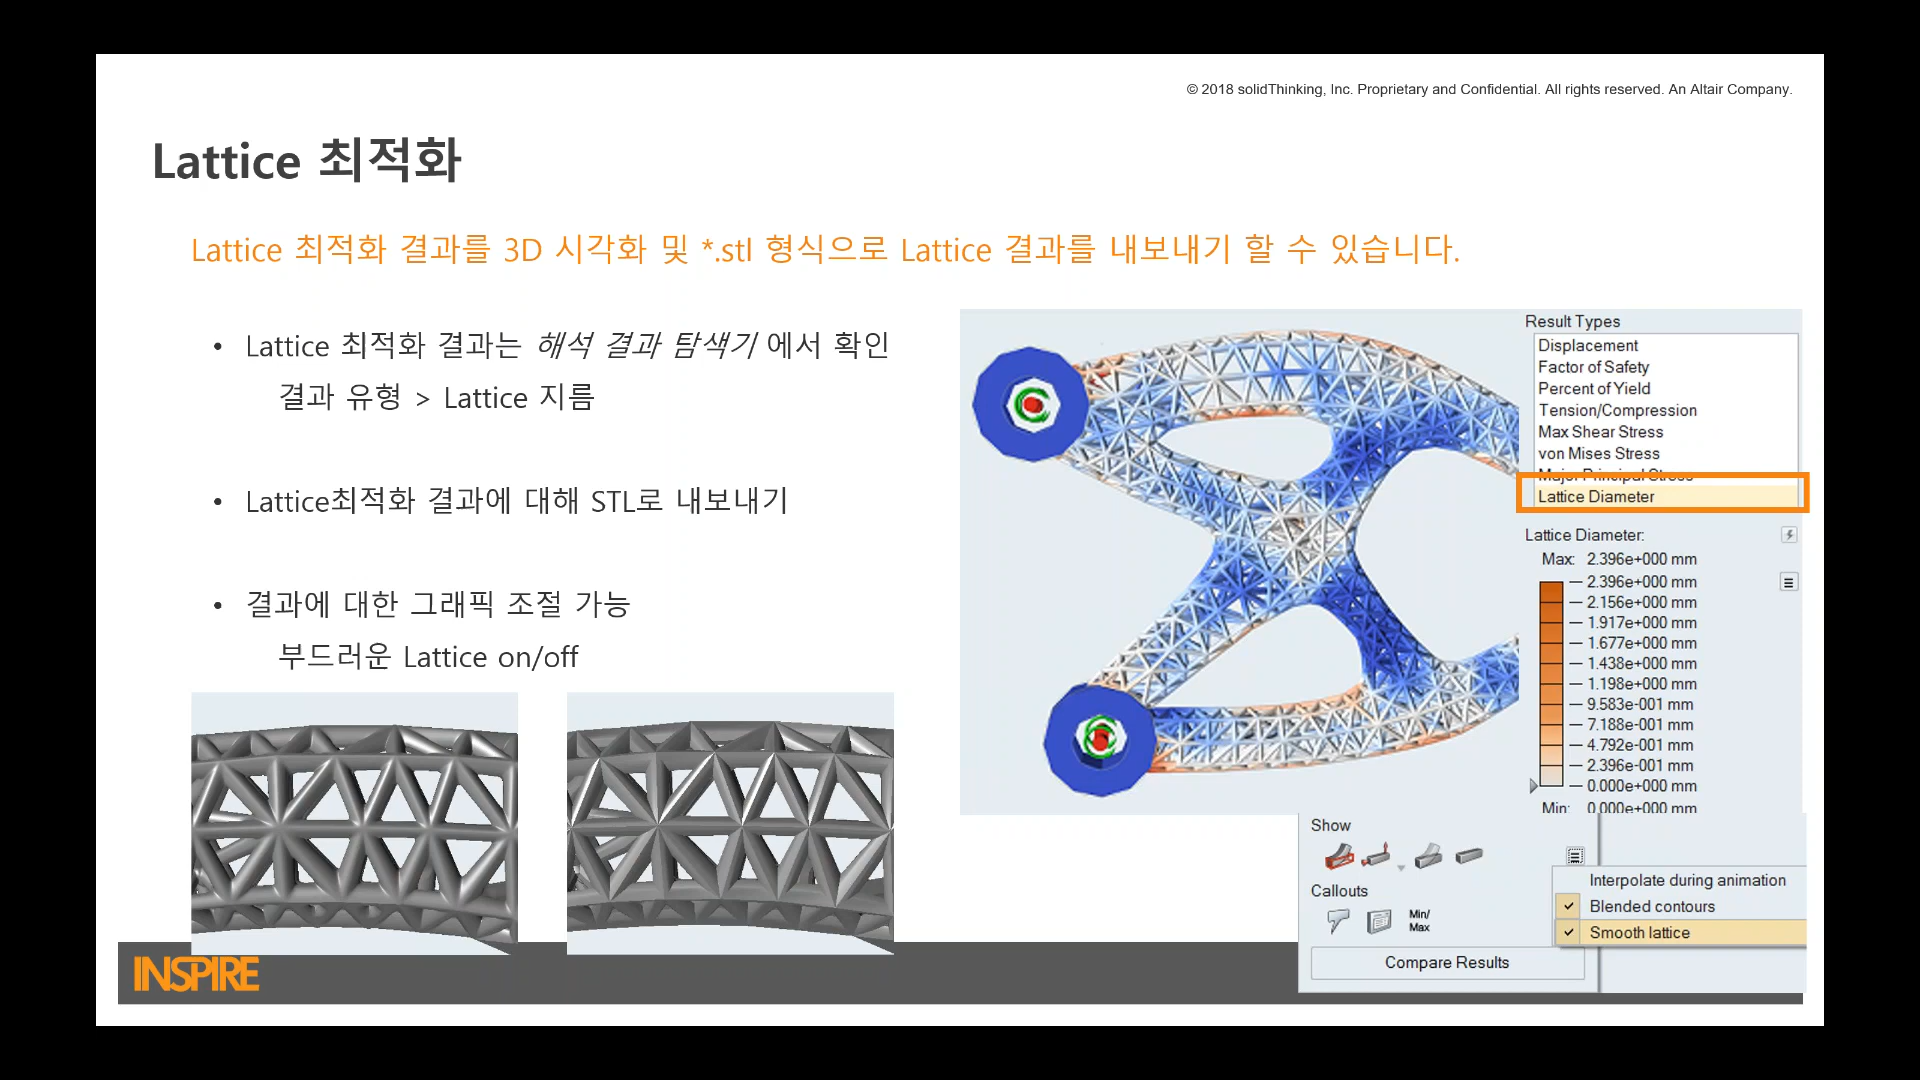 © 2018 solidThinking, Inc. Proprietary and Confidential. All rights reserved. An Altair Company.
Lattice 최적화
Lattice 최적화 결과를 3D 시각화 및 *.stl 형식으로 Lattice 결과를 내보내기 할 수 있습니다.
• Lattice 최적화 결과는 해석 결과 탐색기 에서 확인
결과 유형 > Lattice 지름
• Lattice최적화 결과에 대해 STL로 내보내기
• 결과에 대한 그래픽 조절 가능
부드러운 Lattice on/off
Result Types
Displacement
Factor of Safety
Percent of Yield
Tension/Compression
Max Shear Stress
von Mises Stress
Major Principal Stress
Lattice Diameter
Lattice Diameter:
Max: 2.396e+000 mm
2.396e+000 mm
2.156e+000 mm
1.917e+000 mm
1.677e+000 mm
1.438e+000 mm
1.198e+000 mm
9.583e-001 mm
7.188e-001 mm
4.792e-001 mm
2.396e-001 mm
0.000e+000 mm
Min: 0.000e+000 mm
Show
Callouts
Min/
Max
Compare Results
Interpolate during animation
Blended contours
Smooth lattice
INSPIRE